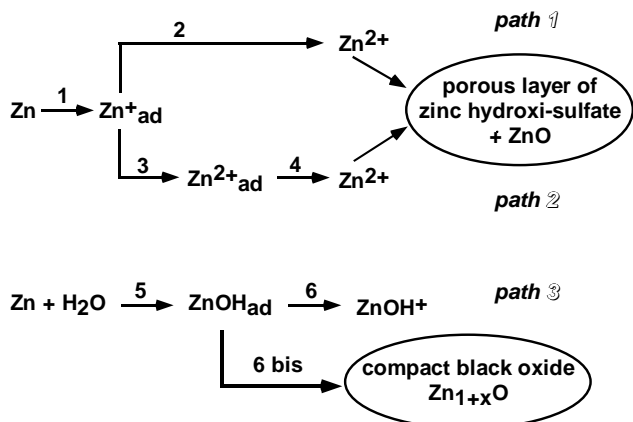 path 1
2
Zn2+
1
Zn
Zn+ad
porous layer of
zinc hydroxi-sulfate
+ ZnO
3
Zn2+ad
4
Zn2+
path 2
path 3
Zn + H2O
5
ZnOHad
6
ZnOH+
6 bis
compact black oxide
Zn1+xO